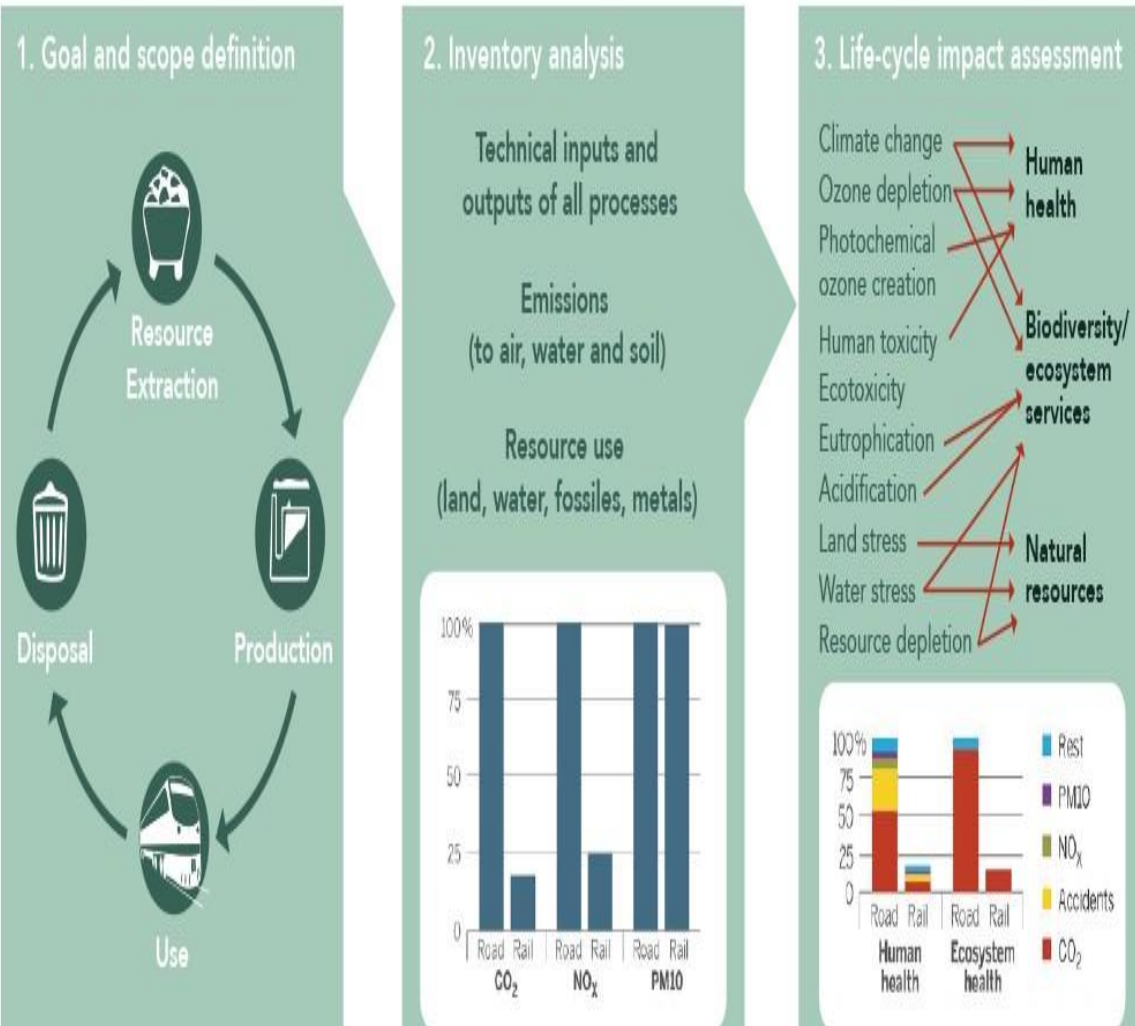 1. Goal and scope definition
Resource
Extraction
Production
Use
Disposal
2. Inventory analysis
Technical inputs and
outputs of all processes
Emissions
(to air, water and soil)
Resource use
(land, water, fossiles, metals)
100%
75
50
25
0
Road Rail Road Rail Road Rail
CO₂ NOₓ PM10
3. Life-cycle impact assessment
Climate change
Ozone depletion
Photochemical
ozone creation
Human toxicity
Ecotoxicity
Eutrophication
Acidification
Land stress
Water stress
Resource depletion
Human
health
Biodiversity/
ecosystem
services
Natural
resources
100%
75
50
25
0
Road Rail Road Rail
Human Ecosystem
health health
Rest
PM10
NOₓ
Accidents
CO₂